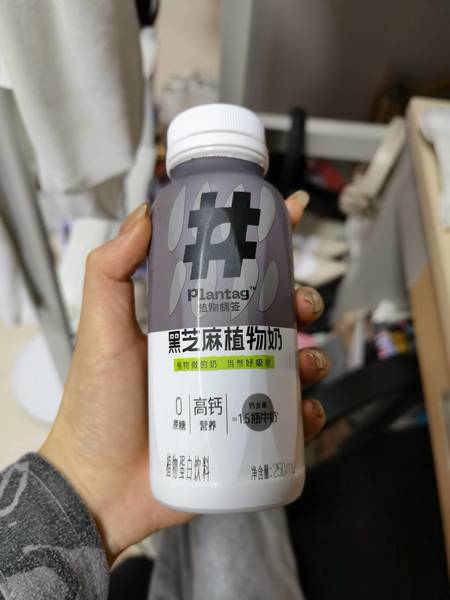 #
Plantag™
植物标签
黑芝麻植物奶
植物做的奶 当然好吸收
0
蔗糖
高钙
营养
钙含量
≈1.5瓶牛奶*
植物蛋白饮料
净含量:250mL